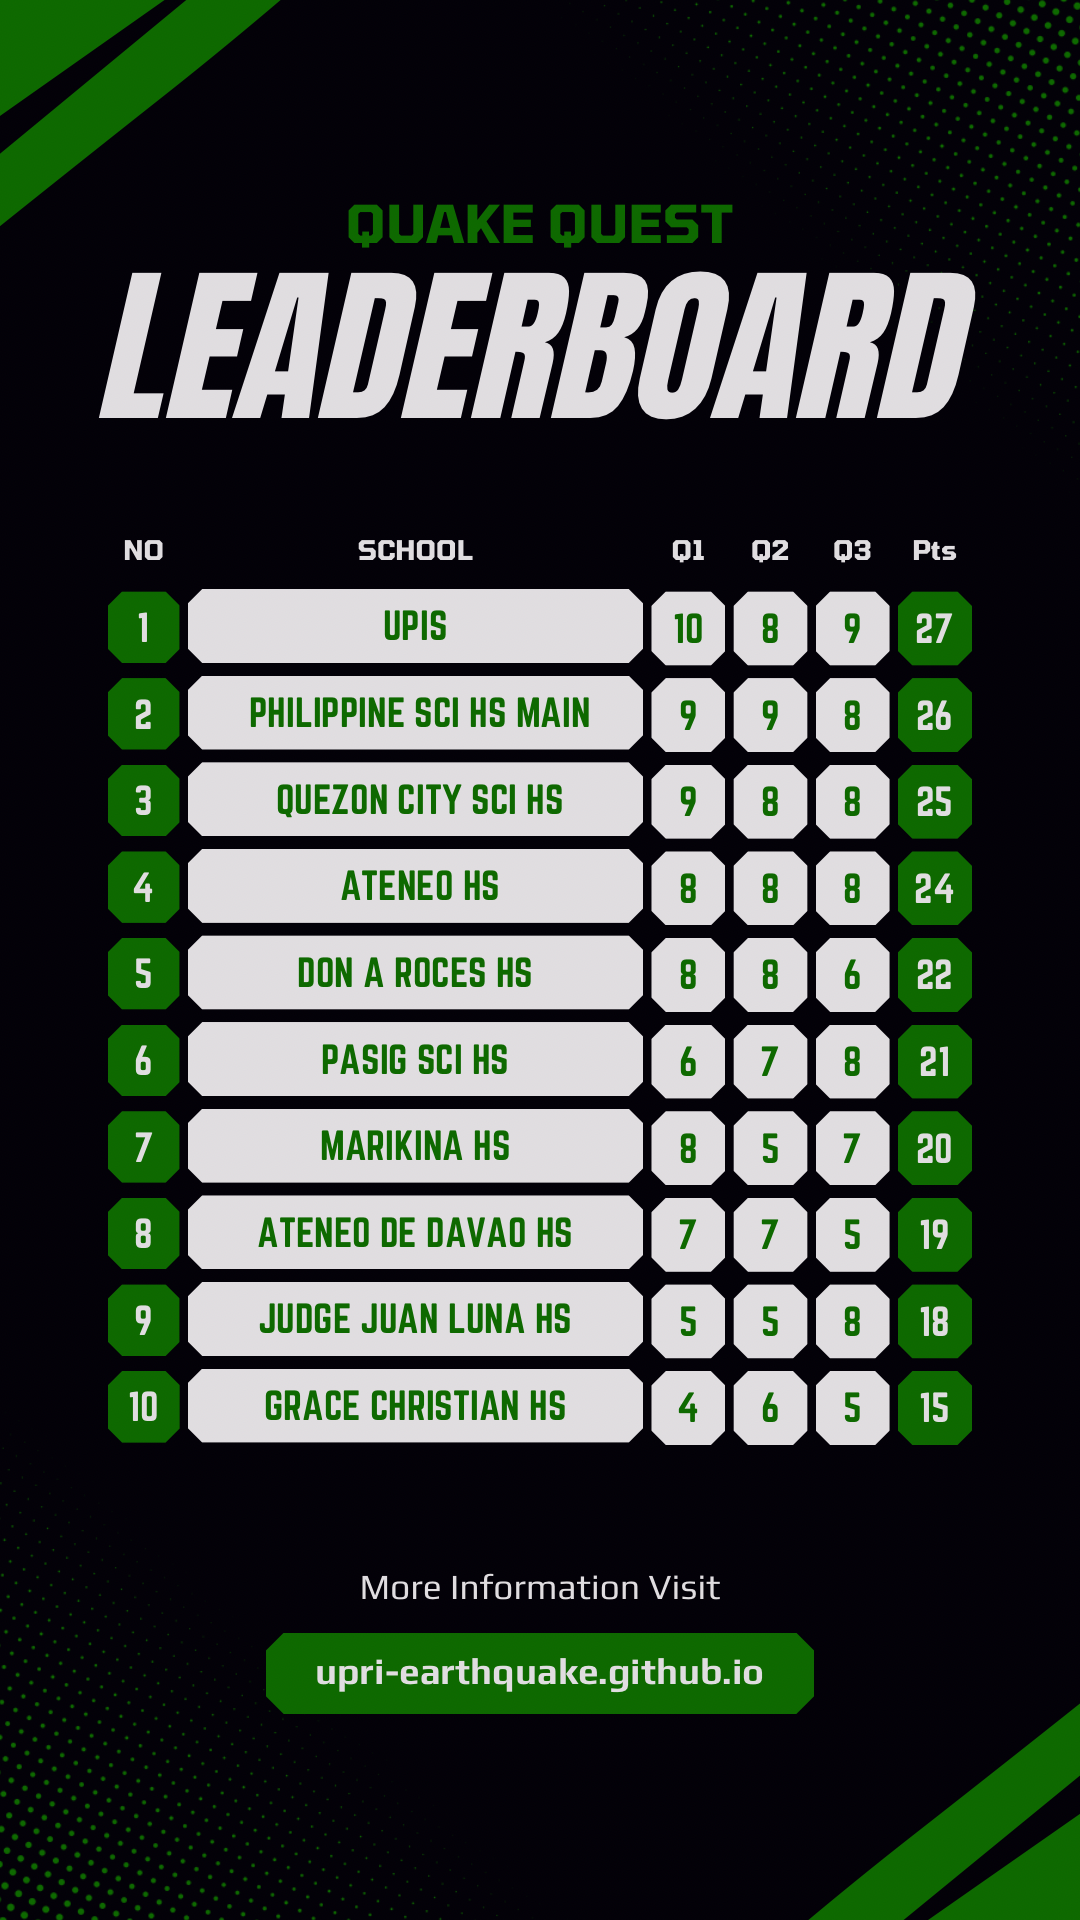 QUAKE QUEST
LEADERBOARD
NO SCHOOL Q1 Q2 Q3 Pts
1 UPIS 10 8 9 27
2 PHILIPPINE SCI HS MAIN 9 9 8 26
3 QUEZON CITY SCI HS 9 8 8 25
4 ATENEO HS 8 8 8 24
5 DON A ROCES HS 8 8 6 22
6 PASIG SCI HS 6 7 8 21
7 MARIKINA HS 8 5 7 20
8 ATENEO DE DAVAO HS 7 7 5 19
9 JUDGE JUAN LUNA HS 5 5 8 18
10 GRACE CHRISTIAN HS 4 6 5 15
More Information Visit
upri-earthquake.github.io